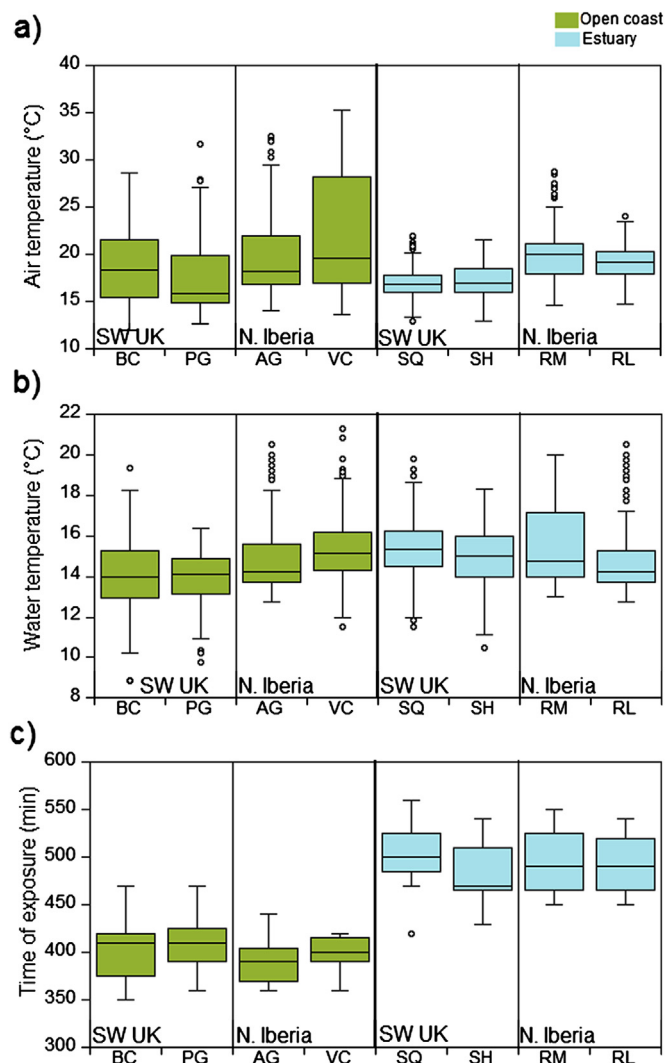 a)
Open coast
Estuary
Air temperature (°C)
40
35
30
25
20
15
10
SW UK
N. Iberia
SW UK
N. Iberia
BC PG AG VC SQ SH RM RL
b)
Water temperature (°C)
22
20
18
16
14
12
10
8
SW UK
N. Iberia
SW UK
N. Iberia
BC PG AG VC SQ SH RM RL
c)
Time of exposure (min)
600
550
500
450
400
350
300
SW UK
N. Iberia
SW UK
N. Iberia
BC PG AG VC SQ SH RM RL